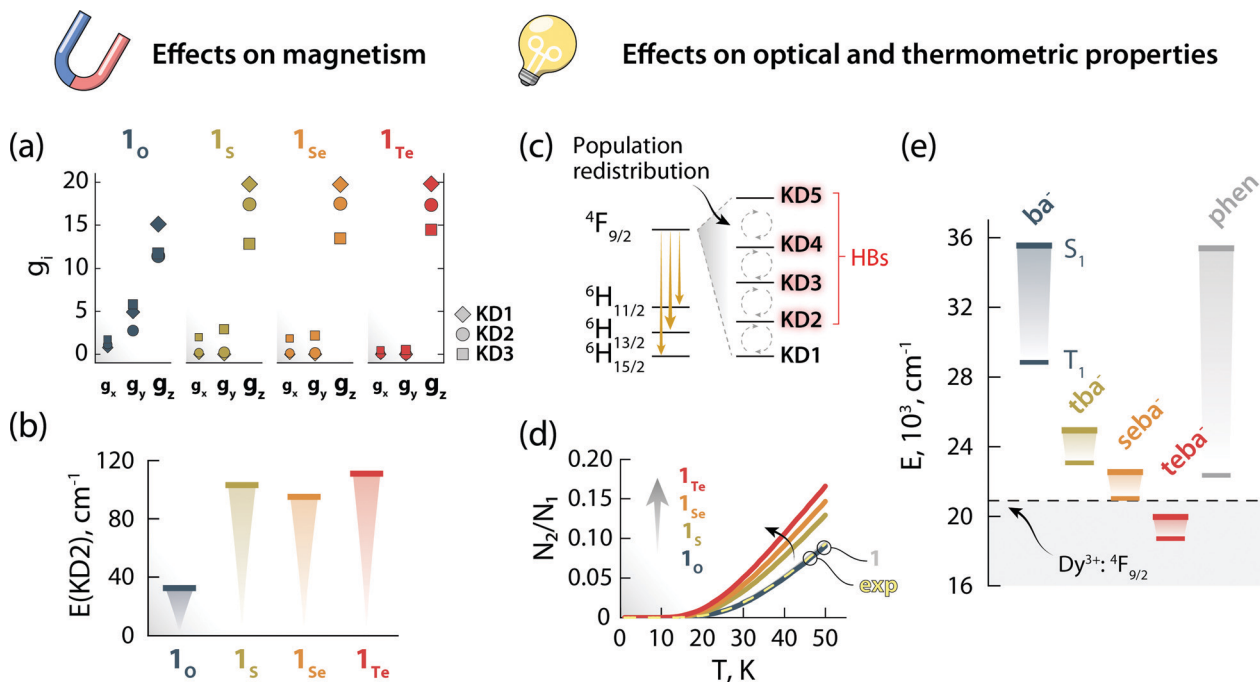 Effects on magnetism
Effects on optical and thermometric properties
(a)
1O 1S 1Se 1Te
20
15
10
5
0
gi
KD1
KD2
KD3
gx gy gz gx gy gz gx gy gz gx gy gz
(b)
E(KD2), cm-1
120
80
40
0
1O 1S 1Se 1Te
(c)
Population
redistribution
4F9/2
6H11/2
6H13/2
6H15/2
KD5
KD4
KD3
KD2
KD1
HBs
(d)
N2/N1
0.20
0.15
0.10
0.05
0
1Te
1Se
1S
1O
1
exp
0 10 20 30 40 50
T, K
(e)
E, 10³, cm-1
36
32
28
24
20
16
ba-
S1
T1
tba-
seba-
teba-
phen
Dy3+: 4F9/2